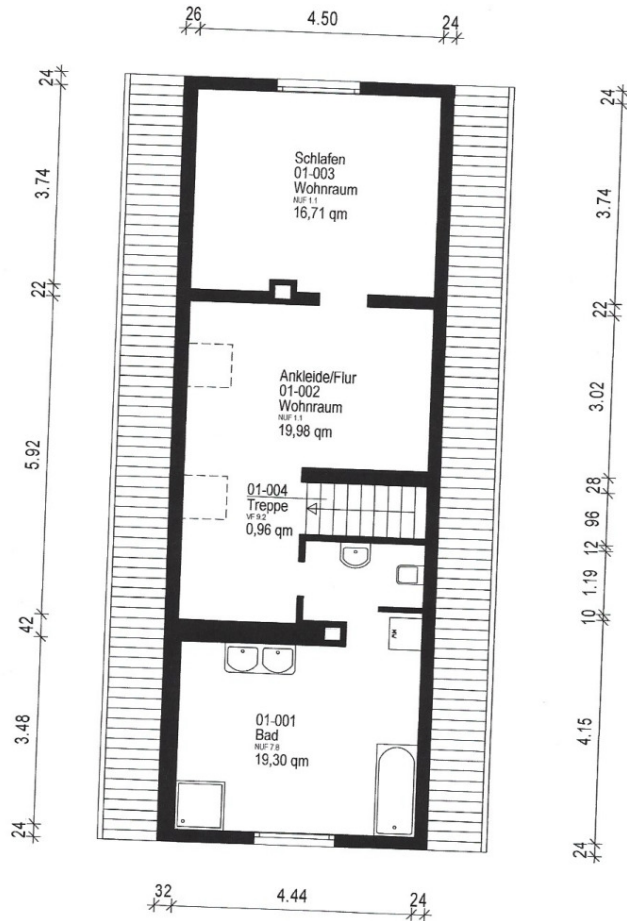 26 4.50 24
24
3.74
22
5.92
42
3.48
24
Schlafen
01-003
Wohnraum
NUF 1.1
16,71 qm
Ankleide/Flur
01-002
Wohnraum
NUF 1.1
19,98 qm
01-004
Treppe
VF 9.2
0,96 qm
01-001
Bad
NUF 7.8
19,30 qm
24
3.74
22
3.02
28
96
12
1.19
10
4.15
24
32 4.44 24